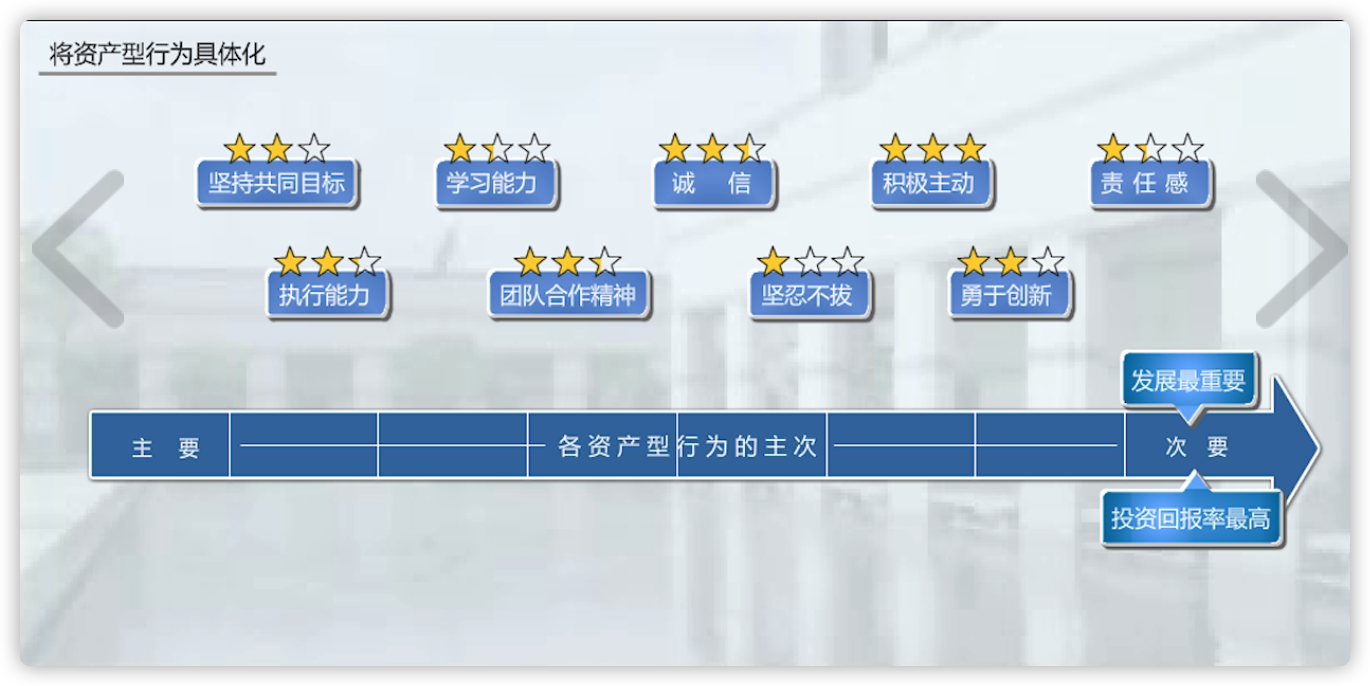 将资产型行为具体化
坚持共同目标
学习能力
诚 信
积极主动
责任感
执行能力
团队合作精神
坚忍不拔
勇于创新
发展最重要
主 要
各资产型行为的主次
次 要
投资回报率最高